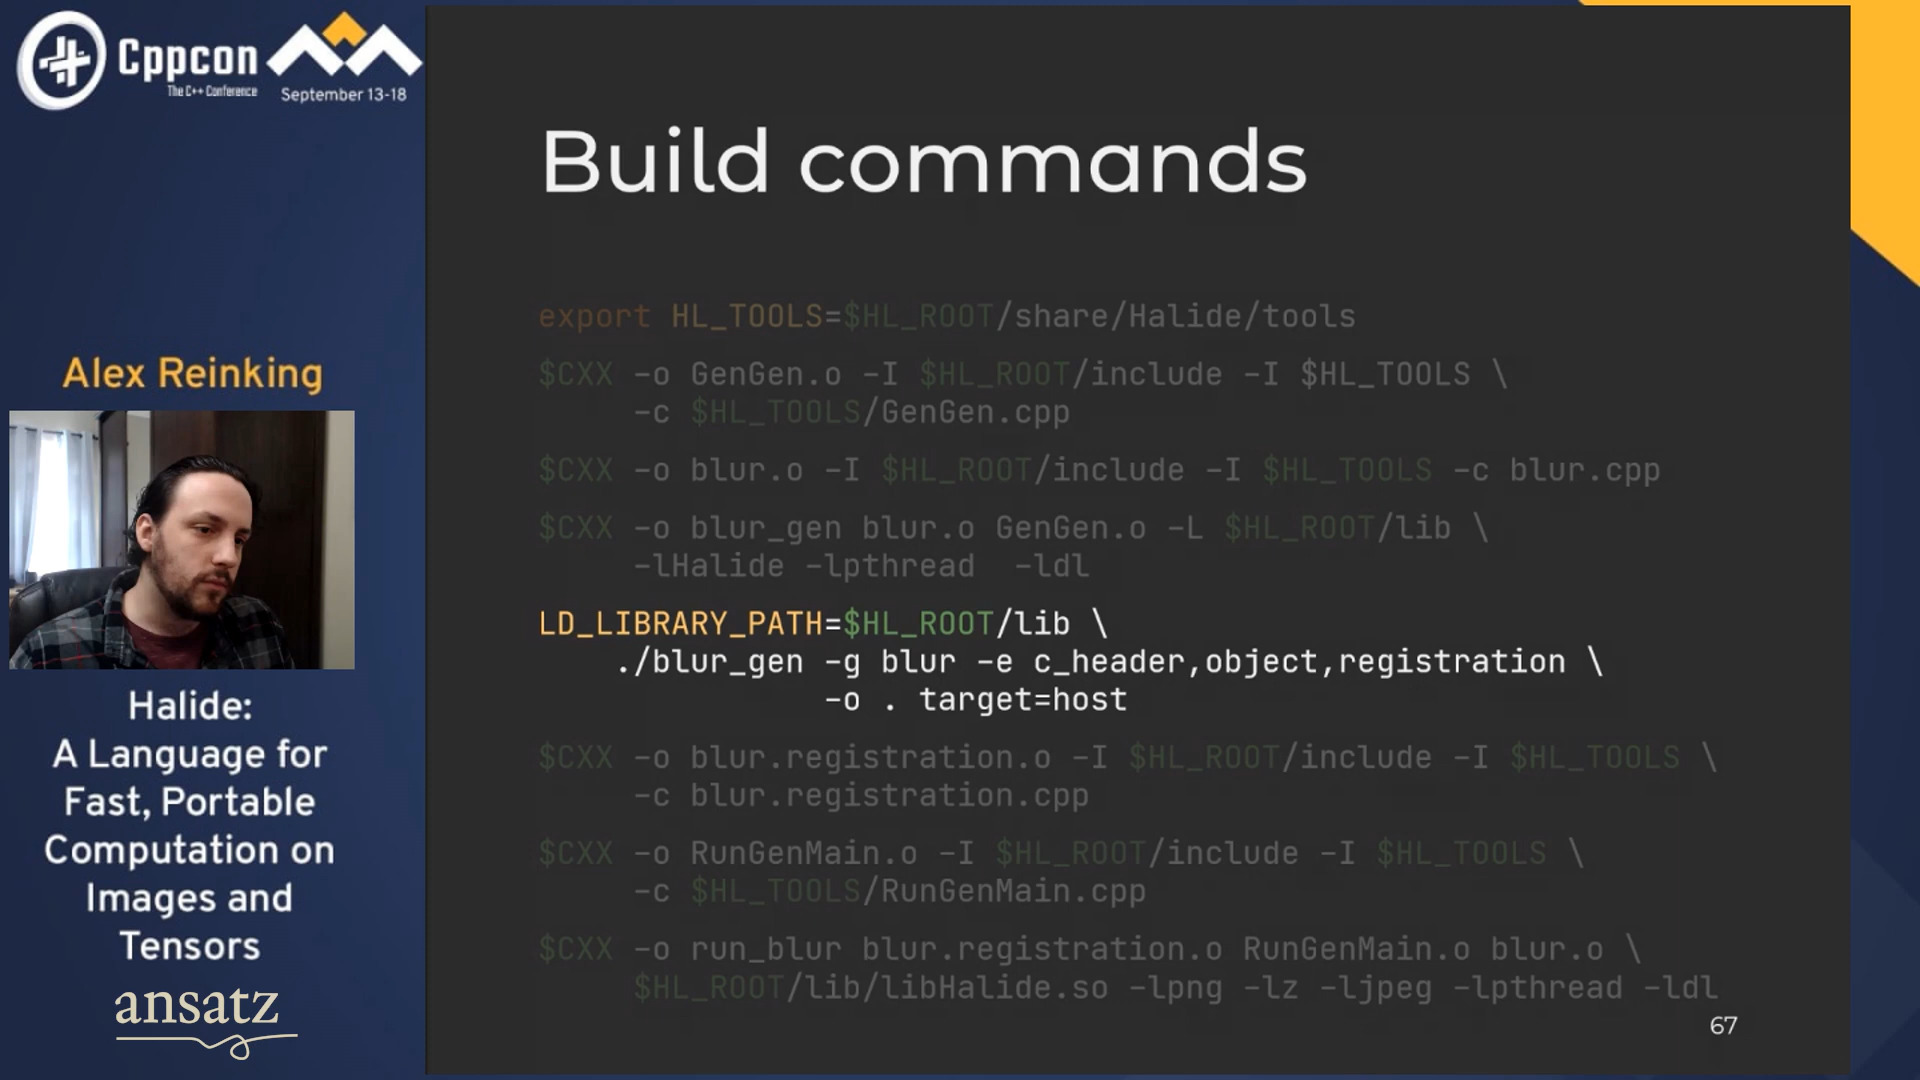 Cppcon
The C++ Conference
September 13-18
Alex Reinking
Halide:
A Language for
Fast, Portable
Computation on
Images and
Tensors
ansatz
Build commands
export HL_TOOLS=$HL_ROOT/share/Halide/tools
$CXX -o GenGen.o -I $HL_ROOT/include -I $HL_TOOLS \
-c $HL_TOOLS/GenGen.cpp
$CXX -o blur.o -I $HL_ROOT/include -I $HL_TOOLS -c blur.cpp
$CXX -o blur_gen blur.o GenGen.o -L $HL_ROOT/lib \
-lHalide -lpthread -ldl
LD_LIBRARY_PATH=$HL_ROOT/lib \
./blur_gen -g blur -e c_header,object,registration \
-o . target=host
$CXX -o blur.registration.o -I $HL_ROOT/include -I $HL_TOOLS \
-c blur.registration.cpp
$CXX -o RunGenMain.o -I $HL_ROOT/include -I $HL_TOOLS \
-c $HL_TOOLS/RunGenMain.cpp
$CXX -o run_blur blur.registration.o RunGenMain.o blur.o \
$HL_ROOT/lib/libHalide.so -lpng -lz -ljpeg -lpthread -ldl
67